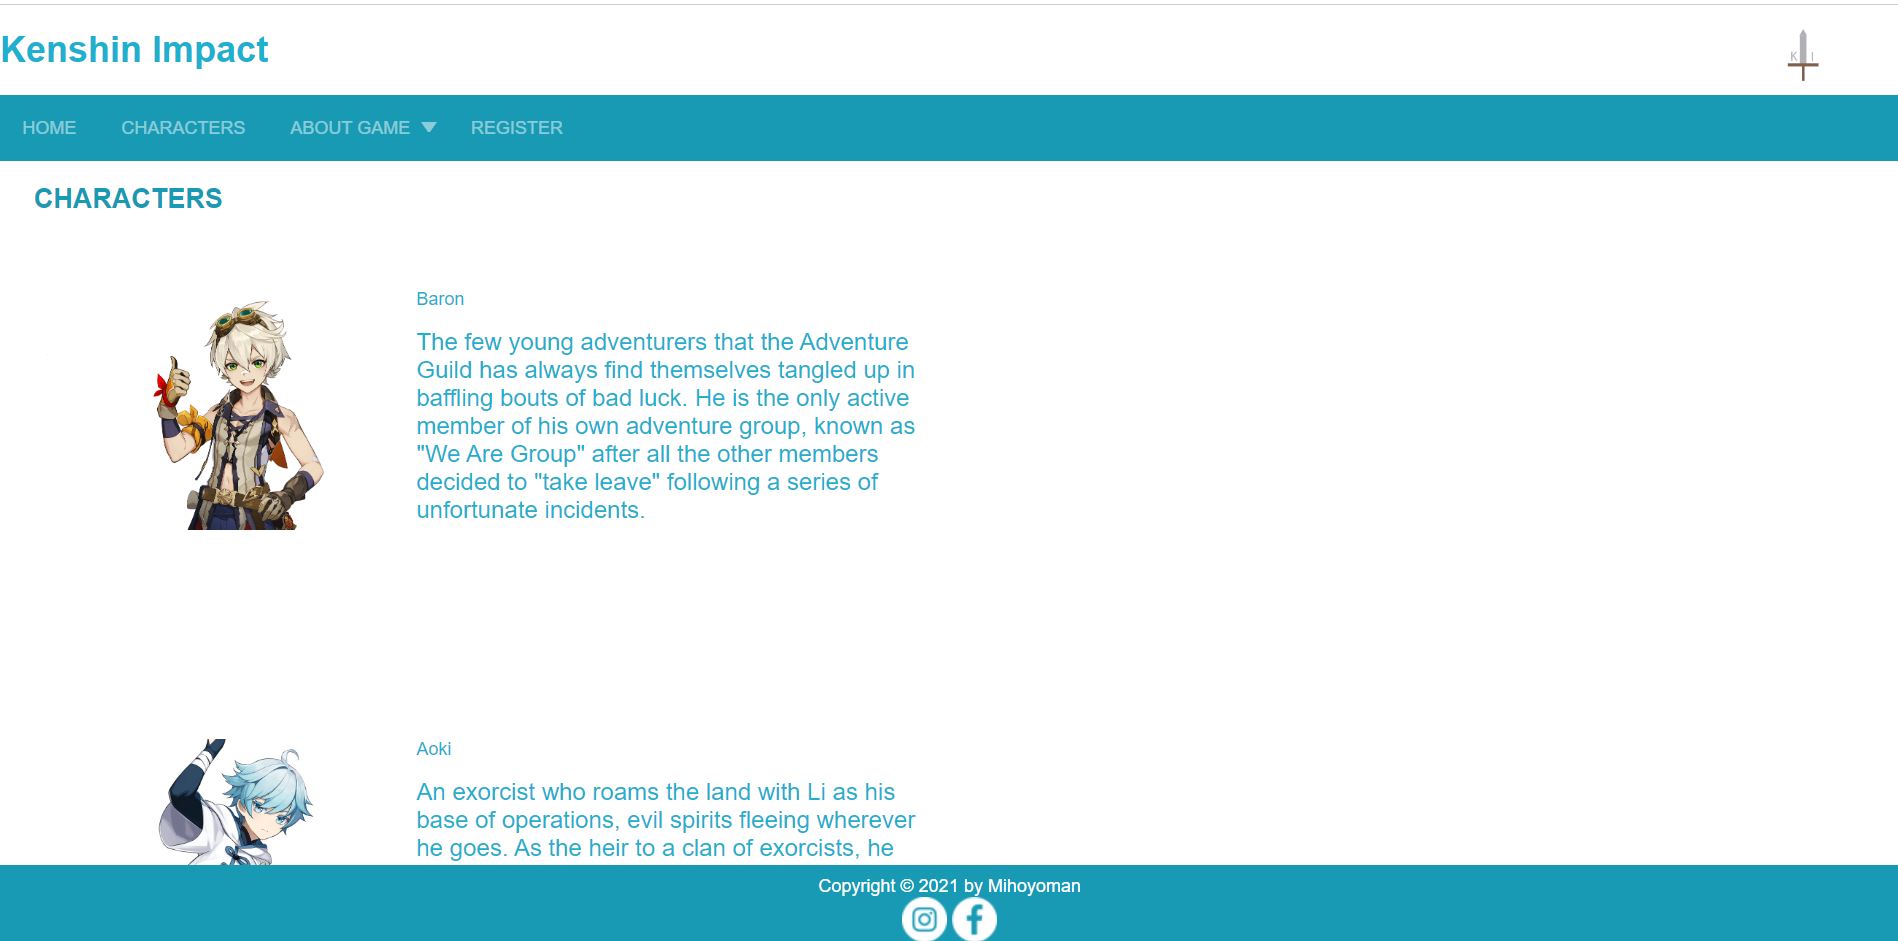 Kenshin Impact
K I
HOME CHARACTERS ABOUT GAME REGISTER
CHARACTERS
Baron
The few young adventurers that the Adventure
Guild has always find themselves tangled up in
baffling bouts of bad luck. He is the only active
member of his own adventure group, known as
"We Are Group" after all the other members
decided to "take leave" following a series of
unfortunate incidents.
Aoki
An exorcist who roams the land with Li as his
base of operations, evil spirits fleeing wherever
he goes. As the heir to a clan of exorcists, he
Copyright © 2021 by Mihoyoman